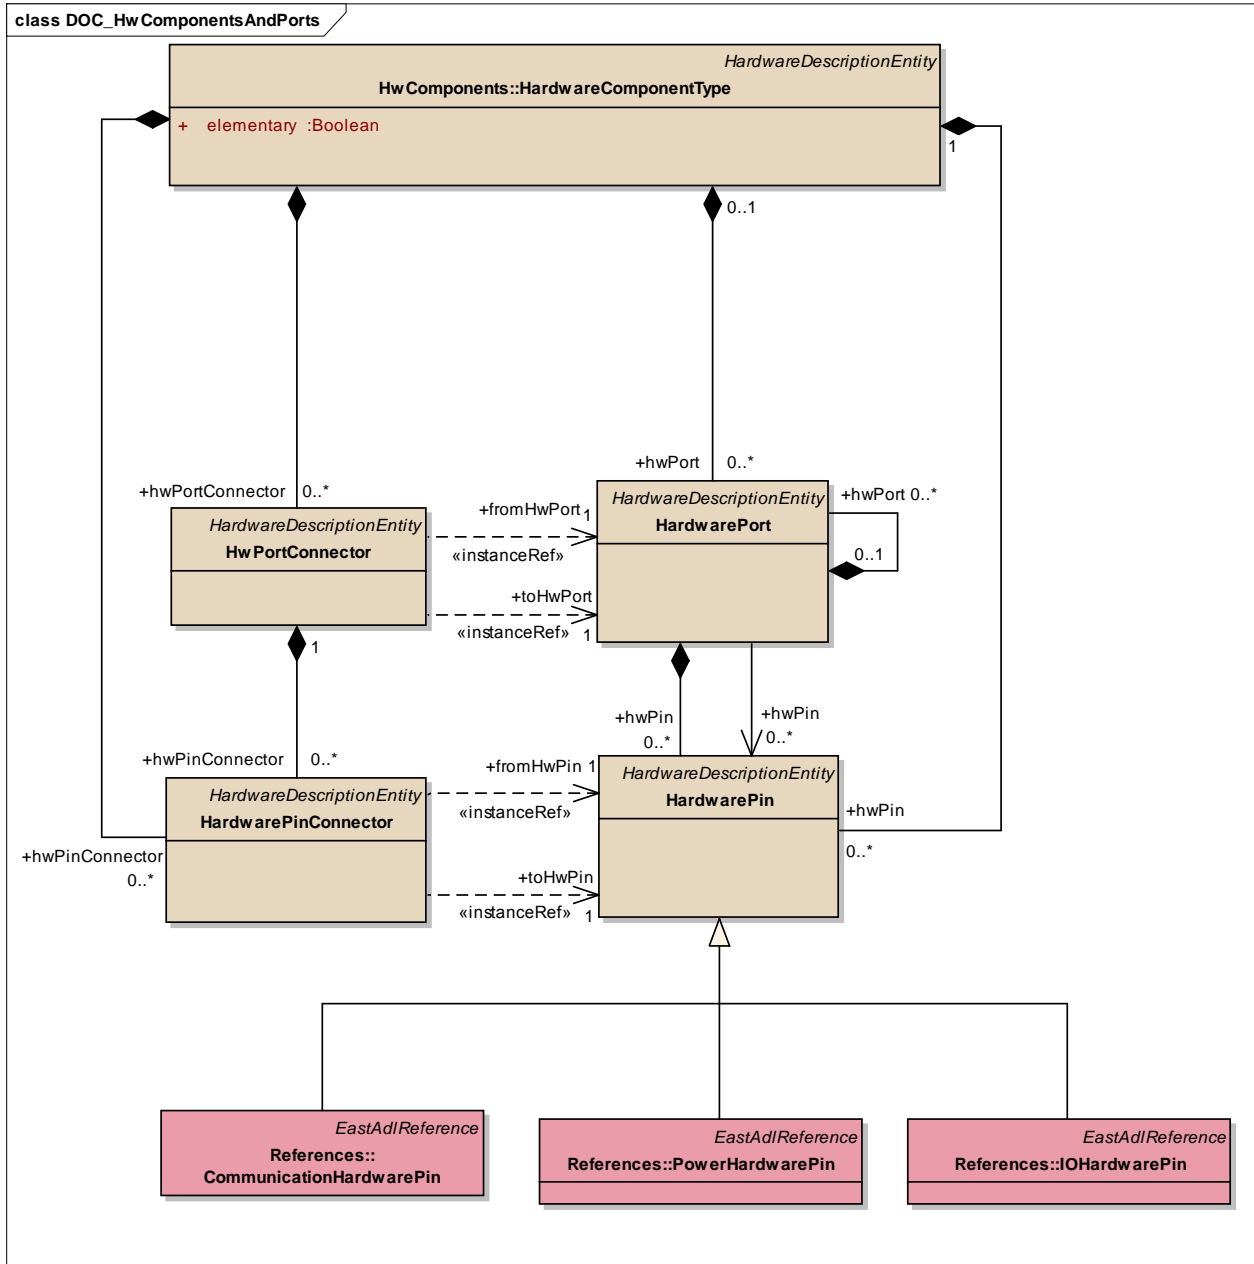 class DOC_HwComponentsAndPorts
HardwareDescriptionEntity
HwComponents::HardwareComponentType
+ elementary :Boolean
1
0..1
+hwPort 0..*
+hwPortConnector 0..*
HardwareDescriptionEntity
HwPortConnector
+fromHwPort 1
«instanceRef»
+toHwPort
«instanceRef» 1
HardwareDescriptionEntity
HardwarePort
+hwPort 0..*
0..1
1
+hwPin
0..*
+hwPin
0..*
+hwPinConnector 0..*
HardwareDescriptionEntity
HardwarePinConnector
+hwPinConnector
0..*
+fromHwPin 1
«instanceRef»
+toHwPin
«instanceRef» 1
HardwareDescriptionEntity
HardwarePin
+hwPin
0..*
EastAdlReference
References::
CommunicationHardwarePin
EastAdlReference
References::PowerHardwarePin
EastAdlReference
References::IOHardwarePin